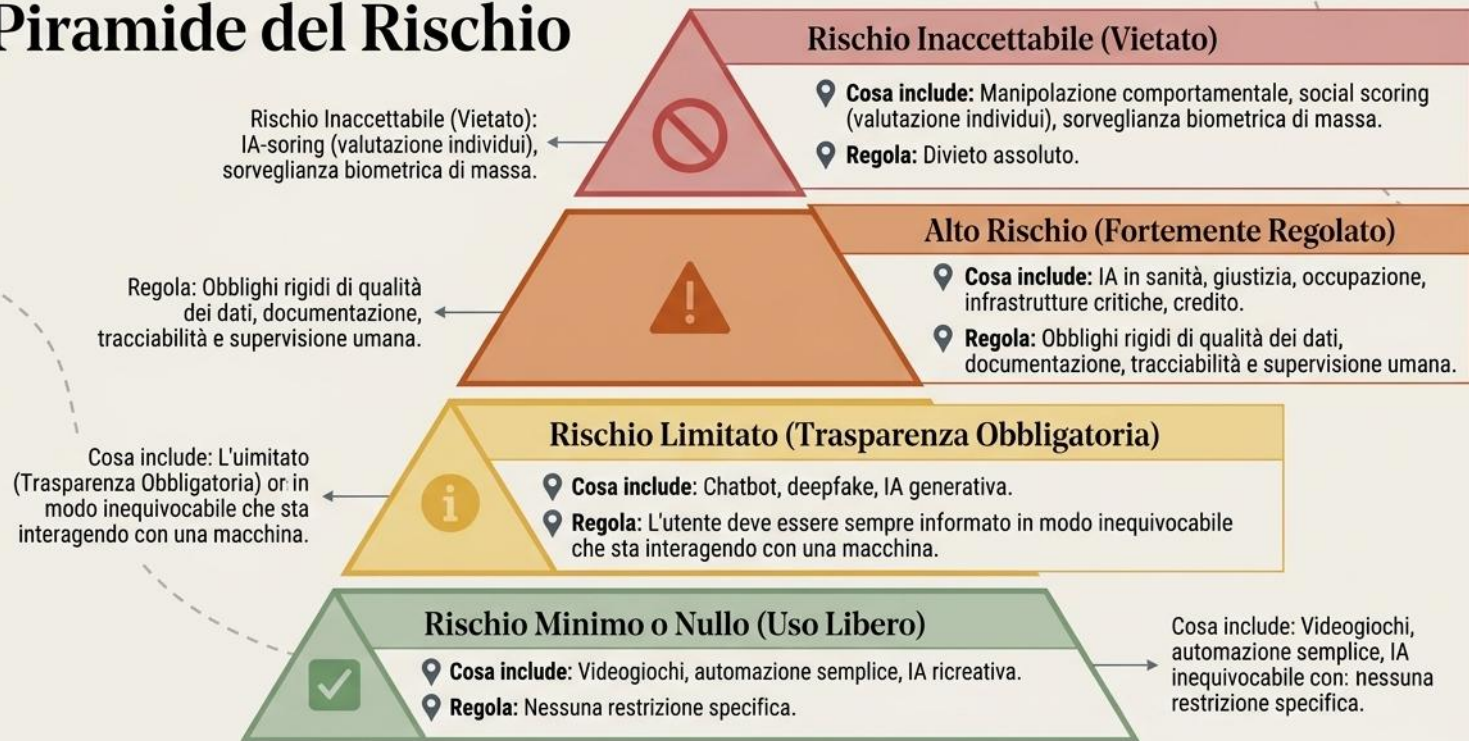 Piramide del Rischio
Rischio Inaccettabile (Vietato):
IA-soring (valutazione individui),
sorveglianza biometrica di massa.
Rischio Inaccettabile (Vietato)
Cosa include: Manipolazione comportamentale, social scoring
(valutazione individui), sorveglianza biometrica di massa.
Regola: Divieto assoluto.
Regola: Obblighi rigidi di qualità
dei dati, documentazione,
tracciabilità e supervisione umana.
Alto Rischio (Fortemente Regolato)
Cosa include: IA in sanità, giustizia, occupazione,
infrastrutture critiche, credito.
Regola: Obblighi rigidi di qualità dei dati,
documentazione, tracciabilità e supervisione umana.
Cosa include: L'uimitato
(Trasparenza Obbligatoria) or in
modo inequivocabile che sta
interagendo con una macchina.
Rischio Limitato (Trasparenza Obbligatoria)
Cosa include: Chatbot, deepfake, IA generativa.
Regola: L'utente deve essere sempre informato in modo inequivocabile
che sta interagendo con una macchina.
Rischio Minimo o Nullo (Uso Libero)
Cosa include: Videogiochi, automazione semplice, IA ricreativa.
Regola: Nessuna restrizione specifica.
Cosa include: Videogiochi,
automazione semplice, IA
inequivocabile con: nessuna
restrizione specifica.